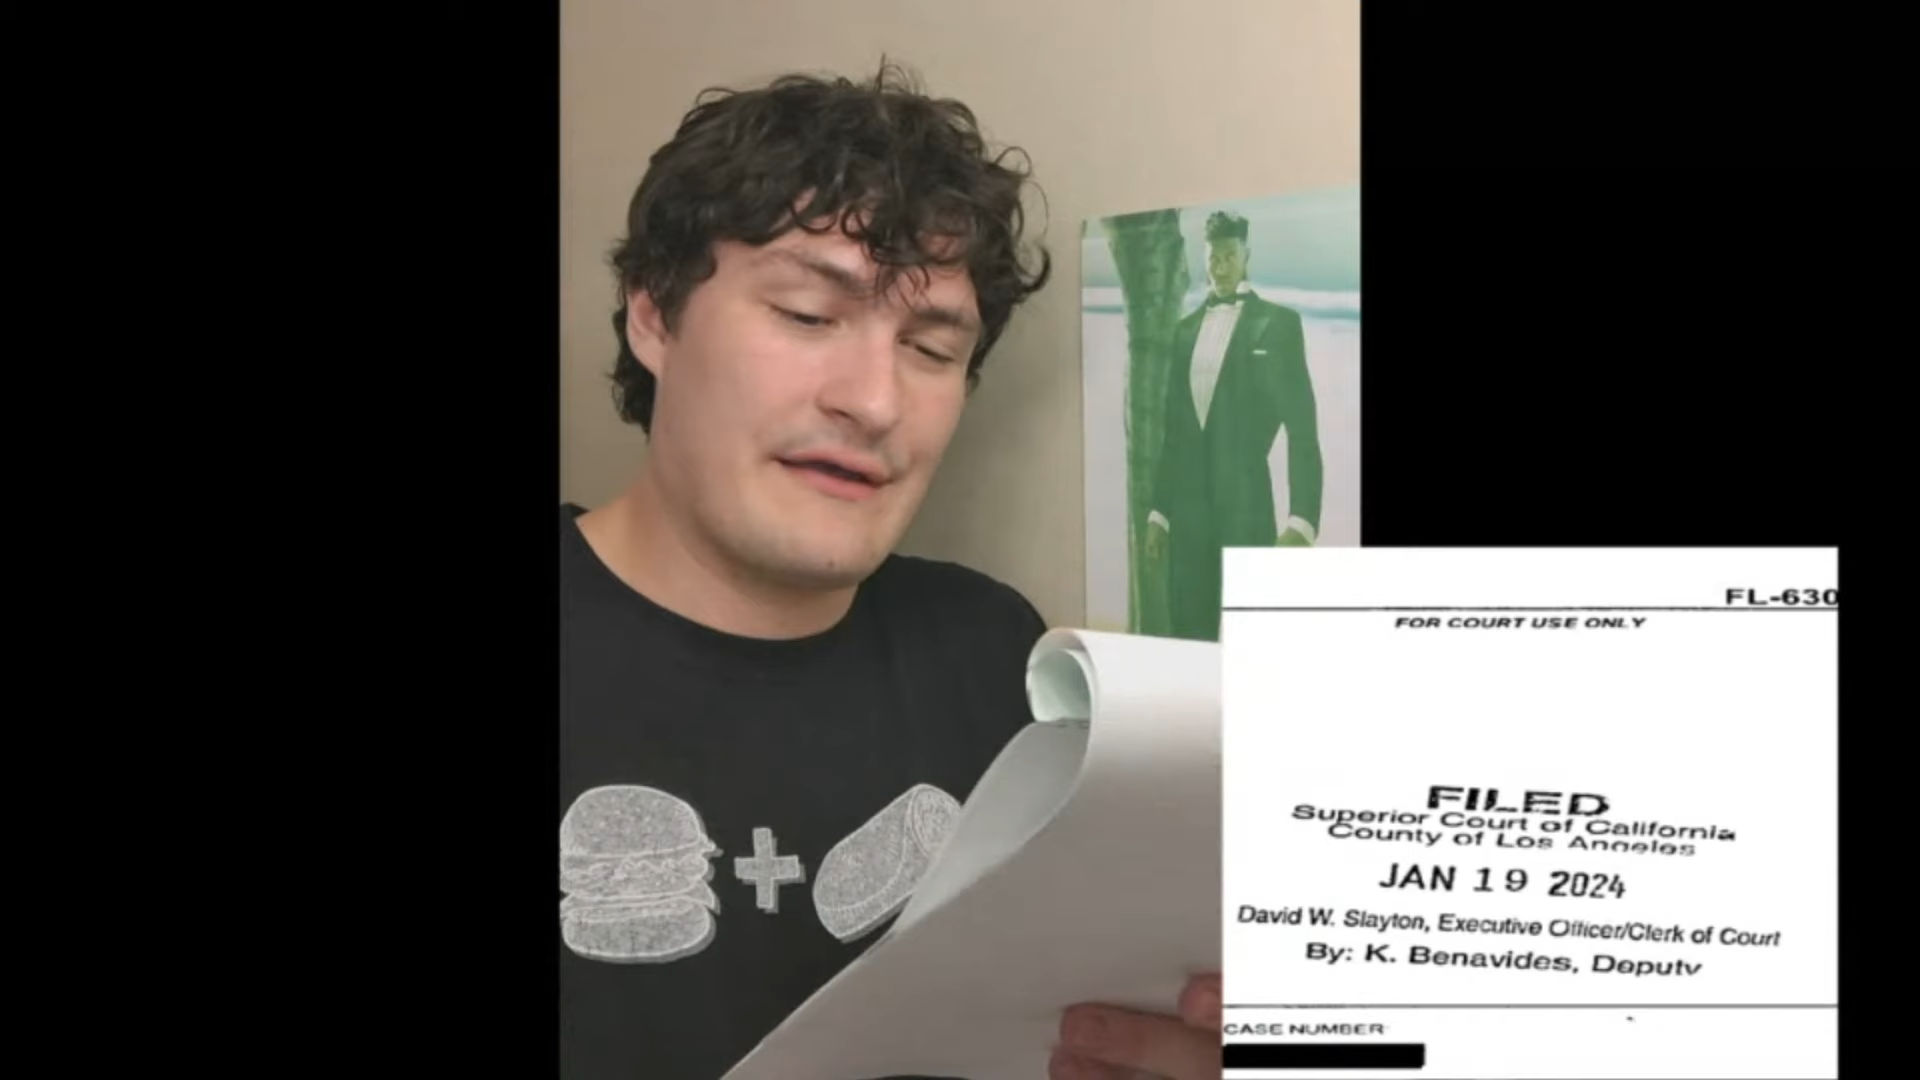 FL-630
FOR COURT USE ONLY
FILED
Superior Court of California
County of Los Angeles
JAN 19 2024
David W. Slayton, Executive Officer/Clerk of Court
By: K. Benavides, Deputy
CASE NUMBER